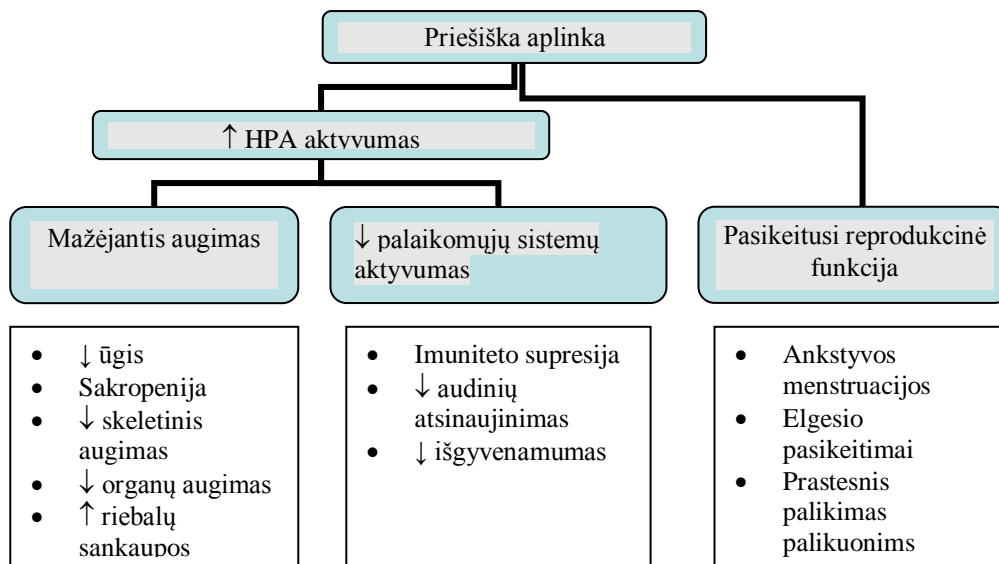 Priešiška aplinka
↑ HPA aktyvumas
Mažėjantis augimas
↓ palaikomųjų sistemų
aktyvumas
Pasikeitusi reprodukcinė
funkcija
• ↓ ūgis
• Sakropenija
• ↓ skeletinis
augimas
• ↓ organų augimas
• ↑ riebalų
sankaupos
• Imuniteto supresija
• ↓ audinių
atsinaujinimas
• ↓ išgyvenamumas
• Ankstyvos
menstruacijos
• Elgesio
pasikeitimai
• Prastesnis
palikimas
palikuonims